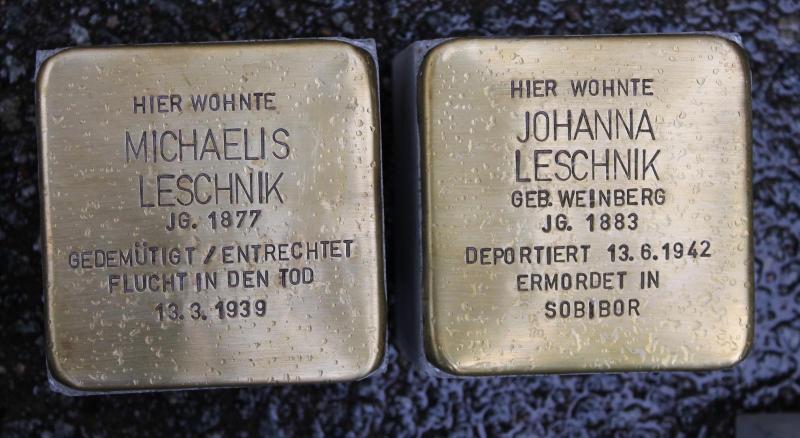 HIER WOHNTE
MICHAELIS
LESCHNIK
JG. 1877
GEDEMÜTIGT / ENTRECHTET
FLUCHT IN DEN TOD
13.3.1939
HIER WOHNTE
JOHANNA
LESCHNIK
GEB. WEINBERG
JG. 1883
DEPORTIERT 13.6.1942
ERMORDET IN
SOBIBOR